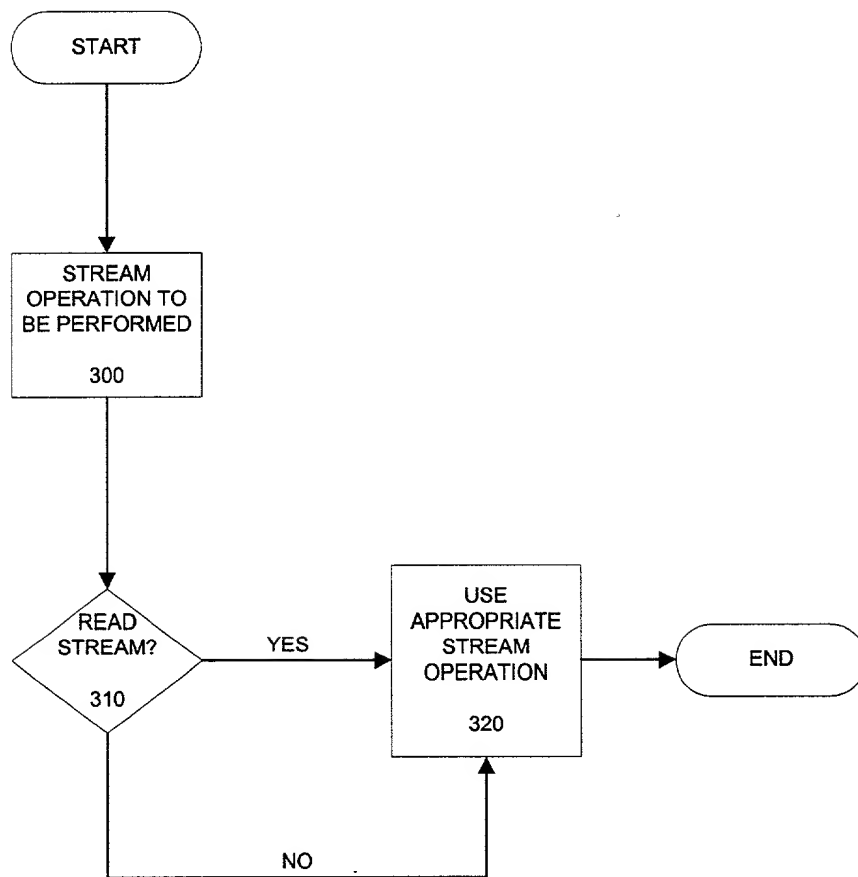 START
STREAM
OPERATION TO
BE PERFORMED
300
READ
STREAM?
310
YES
USE
APPROPRIATE
STREAM
OPERATION
320
END
NO